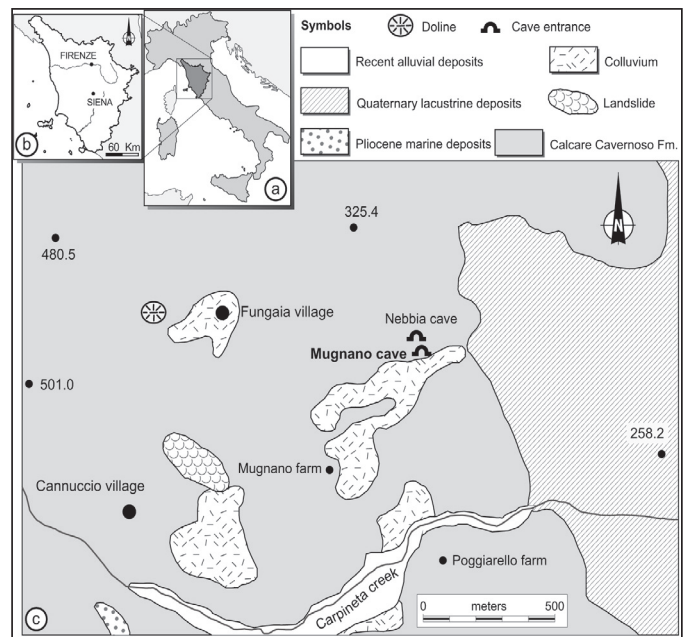 Symbols
Doline
Cave entrance
Recent alluvial deposits
Colluvium
Quaternary lacustrine deposits
Landslide
Pliocene marine deposits
Calcare Cavernoso Fm.
FIRENZE
SIENA
60 Km
b
a
480.5
325.4
Fungaia village
Nebbia cave
Mugnano cave
501.0
258.2
Mugnano farm
Cannuccio village
Poggiarello farm
Carpineta creek
0 meters 500
c